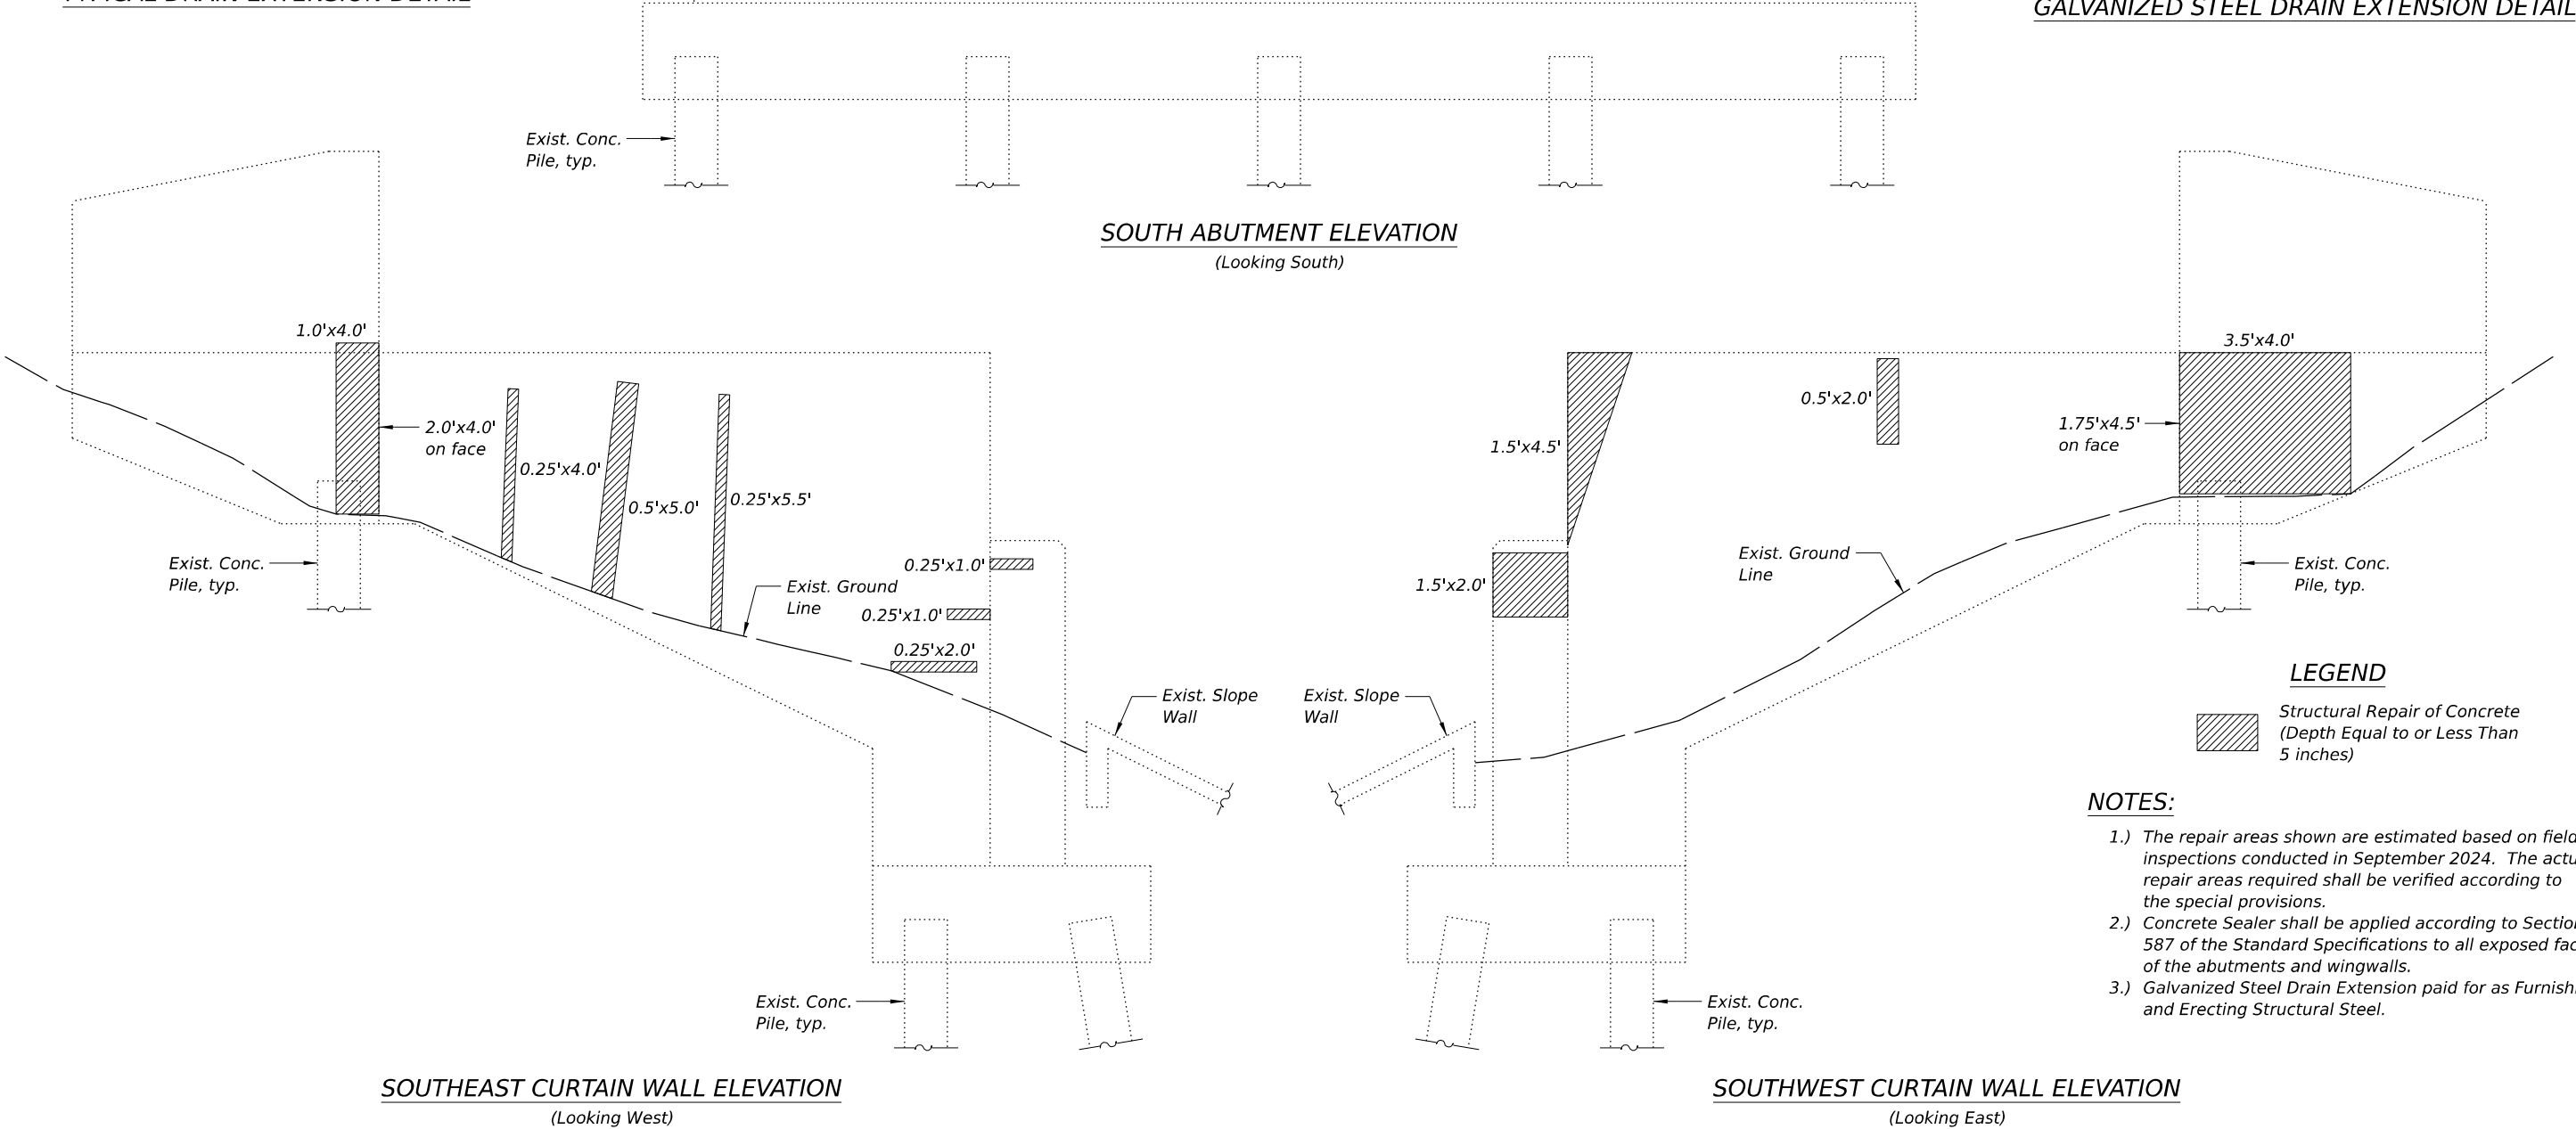 TYPICAL DRAIN EXTENSION DETAIL
GALVANIZED STEEL DRAIN EXTENSION DETAIL
Exist. Conc.
Pile, typ.
SOUTH ABUTMENT ELEVATION
(Looking South)
1.0'x4.0'
2.0'x4.0'
on face
0.25'x4.0'
0.5'x5.0'
0.25'x5.5'
Exist. Conc.
Pile, typ.
Exist. Ground
Line
0.25'x1.0'
0.25'x1.0'
0.25'x2.0'
Exist. Slope
Wall
Exist. Conc.
Pile, typ.
SOUTHEAST CURTAIN WALL ELEVATION
(Looking West)
1.5'x4.5'
0.5'x2.0'
3.5'x4.0'
1.75'x4.5'
on face
1.5'x2.0'
Exist. Ground
Line
Exist. Conc.
Pile, typ.
Exist. Slope
Wall
Exist. Conc.
Pile, typ.
SOUTHWEST CURTAIN WALL ELEVATION
(Looking East)
LEGEND
Structural Repair of Concrete
(Depth Equal to or Less Than
5 inches)
NOTES:
1.) The repair areas shown are estimated based on field
inspections conducted in September 2024. The
repair areas required shall be verified according to
the special provisions.
2.) Concrete Sealer shall be applied according to Section
587 of the Standard Specifications to all exposed
of the abutments and wingwalls.
3.) Galvanized Steel Drain Extension paid for as
and Erecting Structural Steel.